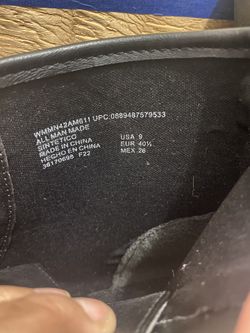 WMMN42AM611 UPC:0889487579533
ALL MAN MADE
SINTETICO
MADE IN CHINA
HECHO EN CHINA
36170698 F22
USA 9
EUR 40½
MEX 26